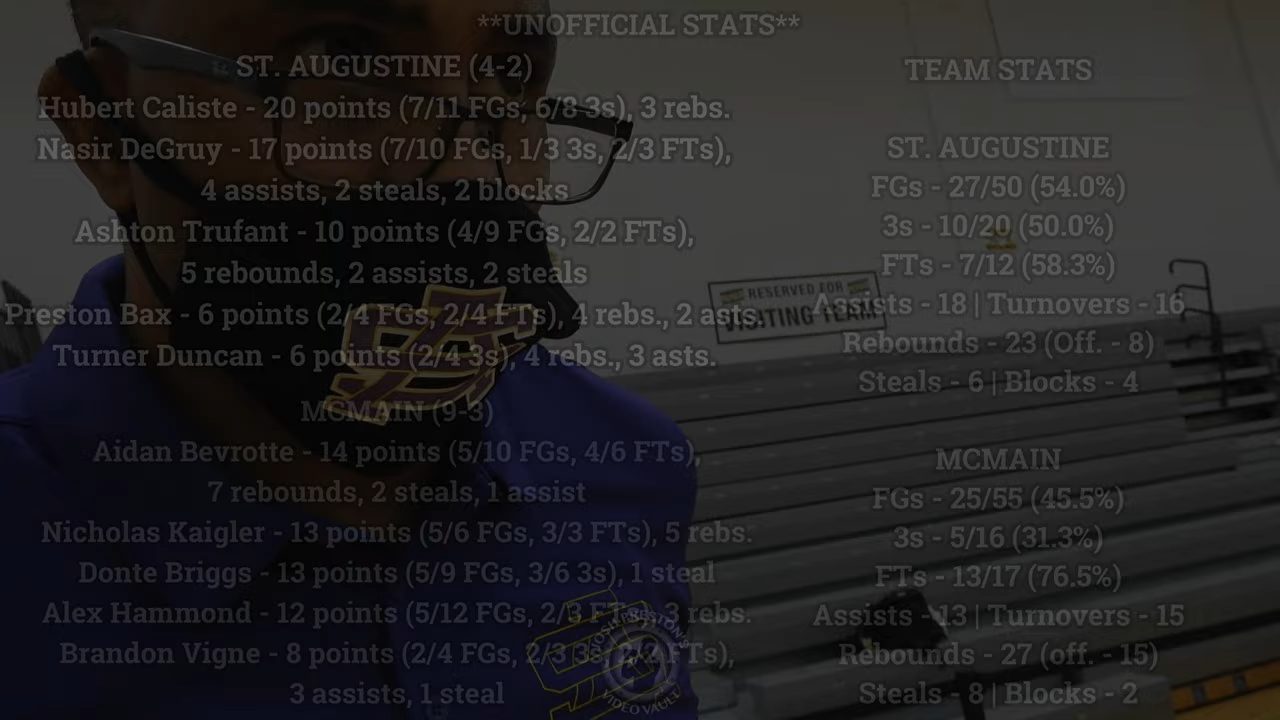 **UNOFFICIAL STATS**
ST. AUGUSTINE (4-2)
Hubert Caliste - 20 points (7/11 FGs, 6/8 3s), 3 rebs.
Nasir DeGruy - 17 points (7/10 FGs, 1/3 3s, 2/3 FTs),
4 assists, 2 steals, 2 blocks
Ashton Trufant - 10 points (4/9 FGs, 2/2 FTs),
5 rebounds, 2 assists, 2 steals
Preston Bax - 6 points (2/4 FGs, 2/4 FTs), 4 rebs., 2 asts.
Turner Duncan - 6 points (2/4 3s), 4 rebs., 3 asts.
MCMAIN (9-3)
Aidan Bevrotte - 14 points (5/10 FGs, 4/6 FTs),
7 rebounds, 2 steals, 1 assist
Nicholas Kaigler - 13 points (5/6 FGs, 3/3 FTs), 5 rebs.
Donte Briggs - 13 points (5/9 FGs, 3/6 3s), 1 steal
Alex Hammond - 12 points (5/12 FGs, 2/3 FTs), 3 rebs.
Brandon Vigne - 8 points (2/4 FGs, 2/3 3s, 2/2 FTs),
3 assists, 1 steal
TEAM STATS
ST. AUGUSTINE
FGs - 27/50 (54.0%)
3s - 10/20 (50.0%)
FTs - 7/12 (58.3%)
Assists - 18 | Turnovers - 16
Rebounds - 23 (Off. - 8)
Steals - 6 | Blocks - 4
MCMAIN
FGs - 25/55 (45.5%)
3s - 5/16 (31.3%)
FTs - 13/17 (76.5%)
Assists - 13 | Turnovers - 15
Rebounds - 27 (off. - 15)
Steals - 8 | Blocks - 2
RESERVED FOR
VISITING TEAMS
VIDEO VAULT